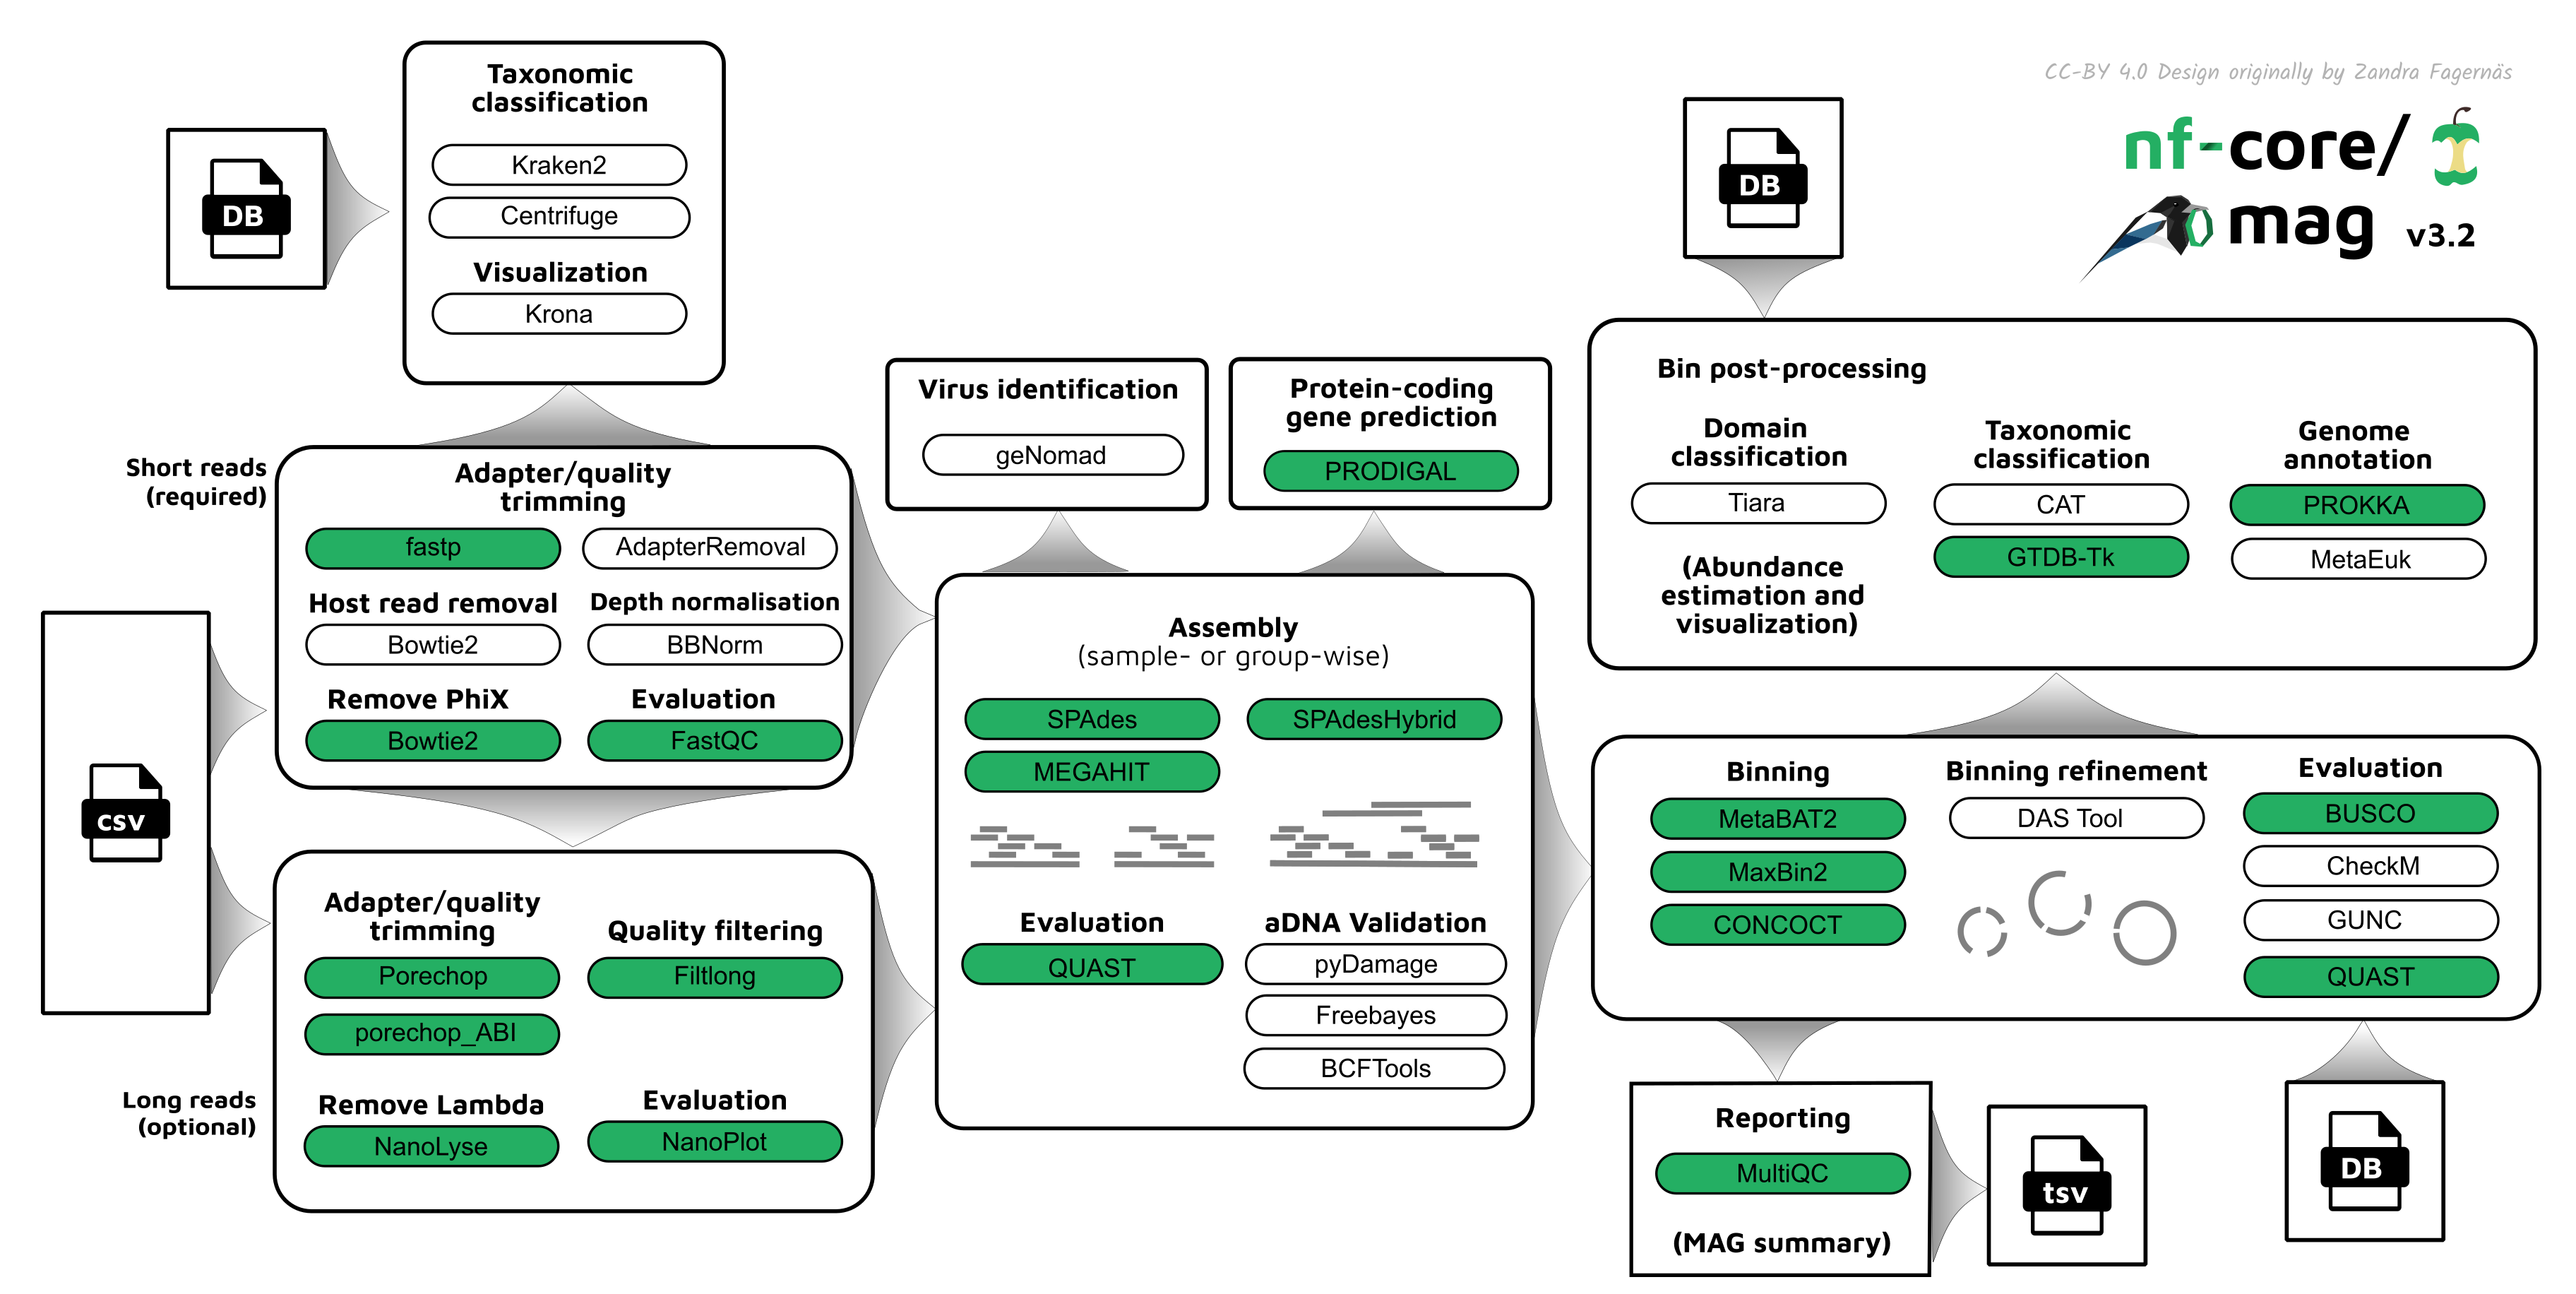 CC-BY 4.0 Design originally by Zandra Fagernäs
nf-core/
mag v3.2
Taxonomic
classification
Kraken2
Centrifuge
Visualization
Krona
DB
Short reads
(required)
Adapter/quality
trimming
fastp
AdapterRemoval
Host read removal
Depth normalisation
Bowtie2
BBNorm
Remove PhiX
Evaluation
Bowtie2
FastQC
csv
Long reads
(optional)
Adapter/quality
trimming
Quality filtering
Porechop
Filtlong
porechop_ABI
Remove Lambda
Evaluation
NanoLyse
NanoPlot
Virus identification
geNomad
Protein-coding
gene prediction
PRODIGAL
Assembly
(sample- or group-wise)
SPAdes
SPAdesHybrid
MEGAHIT
Evaluation
QUAST
aDNA Validation
pyDamage
Freebayes
BCFTools
DB
Bin post-processing
Domain
classification
Tiara
(Abundance
estimation and
visualization)
Taxonomic
classification
CAT
GTDB-Tk
Genome
annotation
PROKKA
MetaEuk
Binning
MetaBAT2
MaxBin2
CONCOCT
Binning refinement
DAS Tool
Evaluation
BUSCO
CheckM
GUNC
QUAST
Reporting
MultiQC
(MAG summary)
tsv
DB